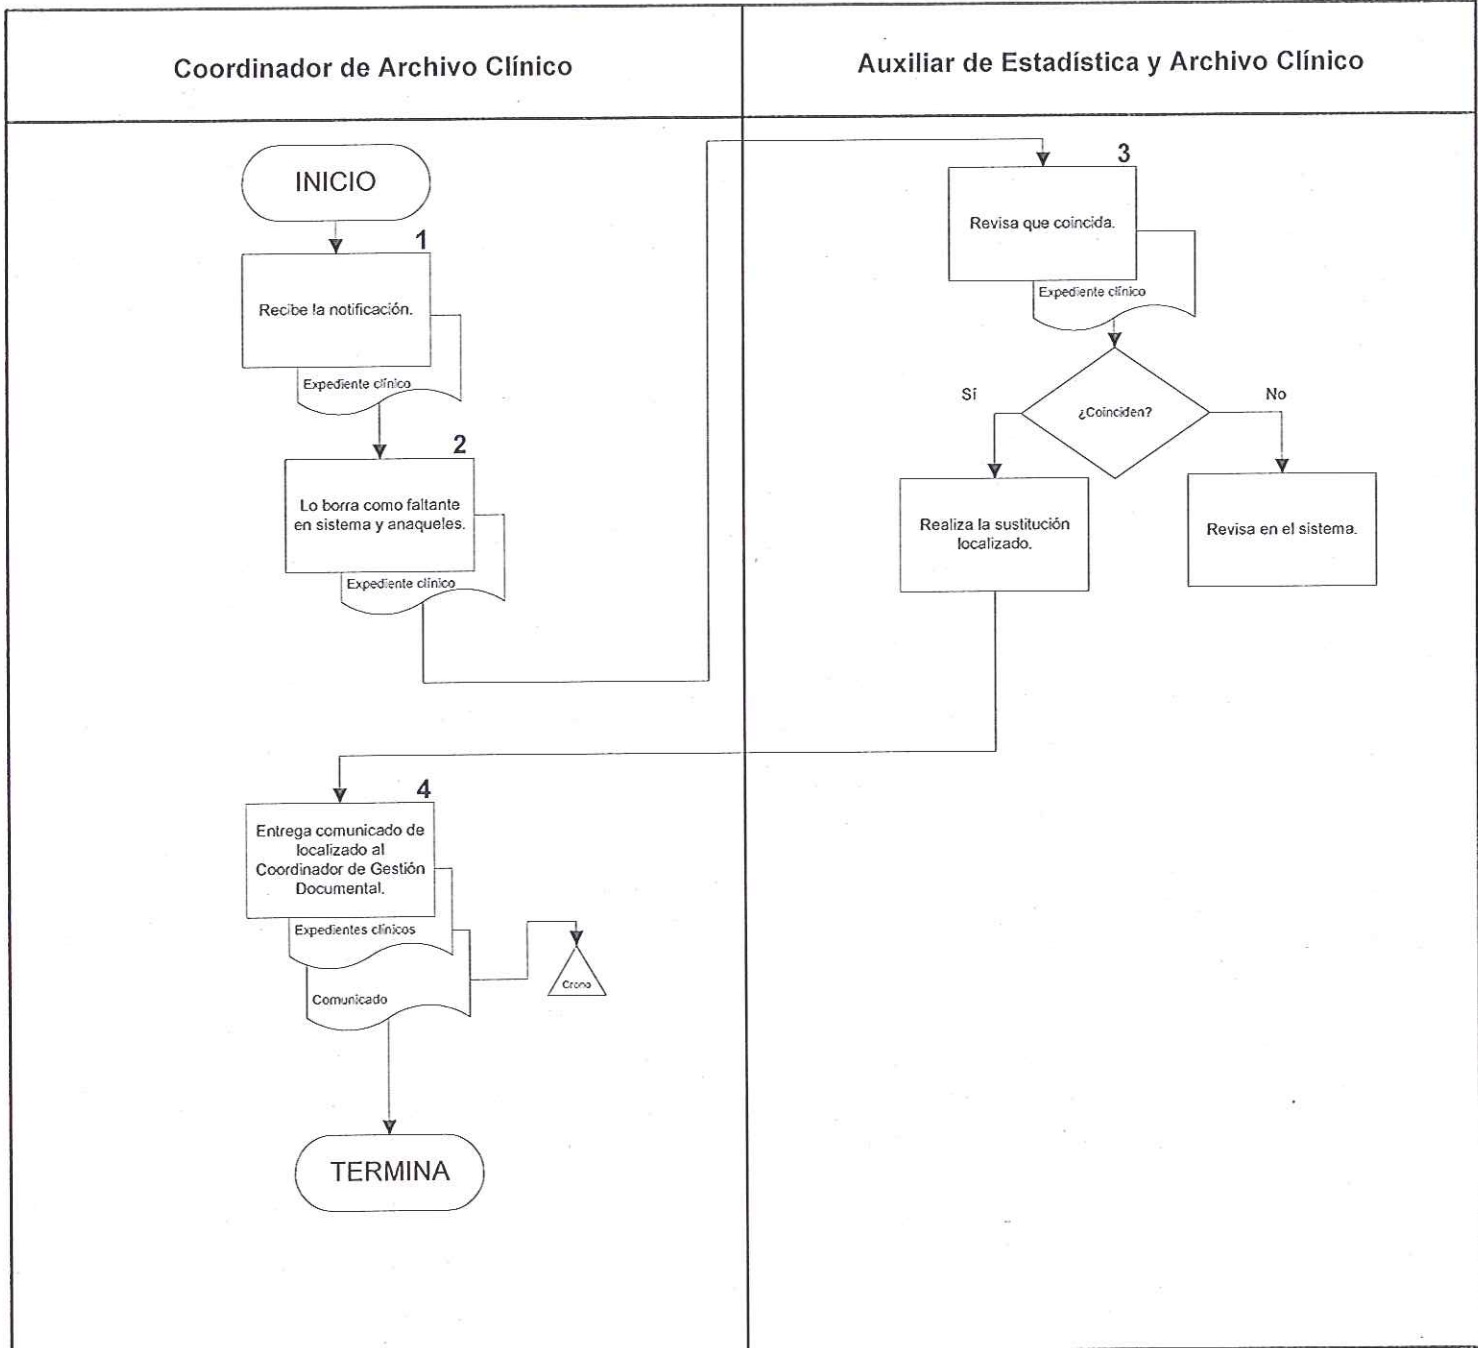 Coordinador de Archivo Clínico
Auxiliar de Estadística y Archivo Clínico
INICIO
1
Recibe la notificación.
Expediente clínico
2
Lo borra como faltante
en sistema y anaqueles.
Expediente clínico
3
Revisa que coincida.
Expediente clínico
¿Coinciden?
Sí
No
Realiza la sustitución
localizado.
Revisa en el sistema.
4
Entrega comunicado de
localizado al
Coordinador de Gestión
Documental.
Expedientes clínicos
Comunicado
Crono
TERMINA